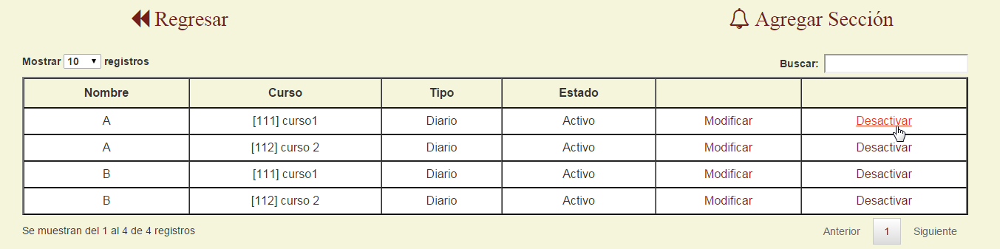 Regresar Agregar Sección
Mostrar 10 registros Buscar:
Nombre Curso Tipo Estado
A [111] curso1 Diario Activo Modificar Desactivar
A [112] curso 2 Diario Activo Modificar Desactivar
B [111] curso1 Diario Activo Modificar Desactivar
B [112] curso 2 Diario Activo Modificar Desactivar
Se muestran del 1 al 4 de 4 registros Anterior 1 Siguiente